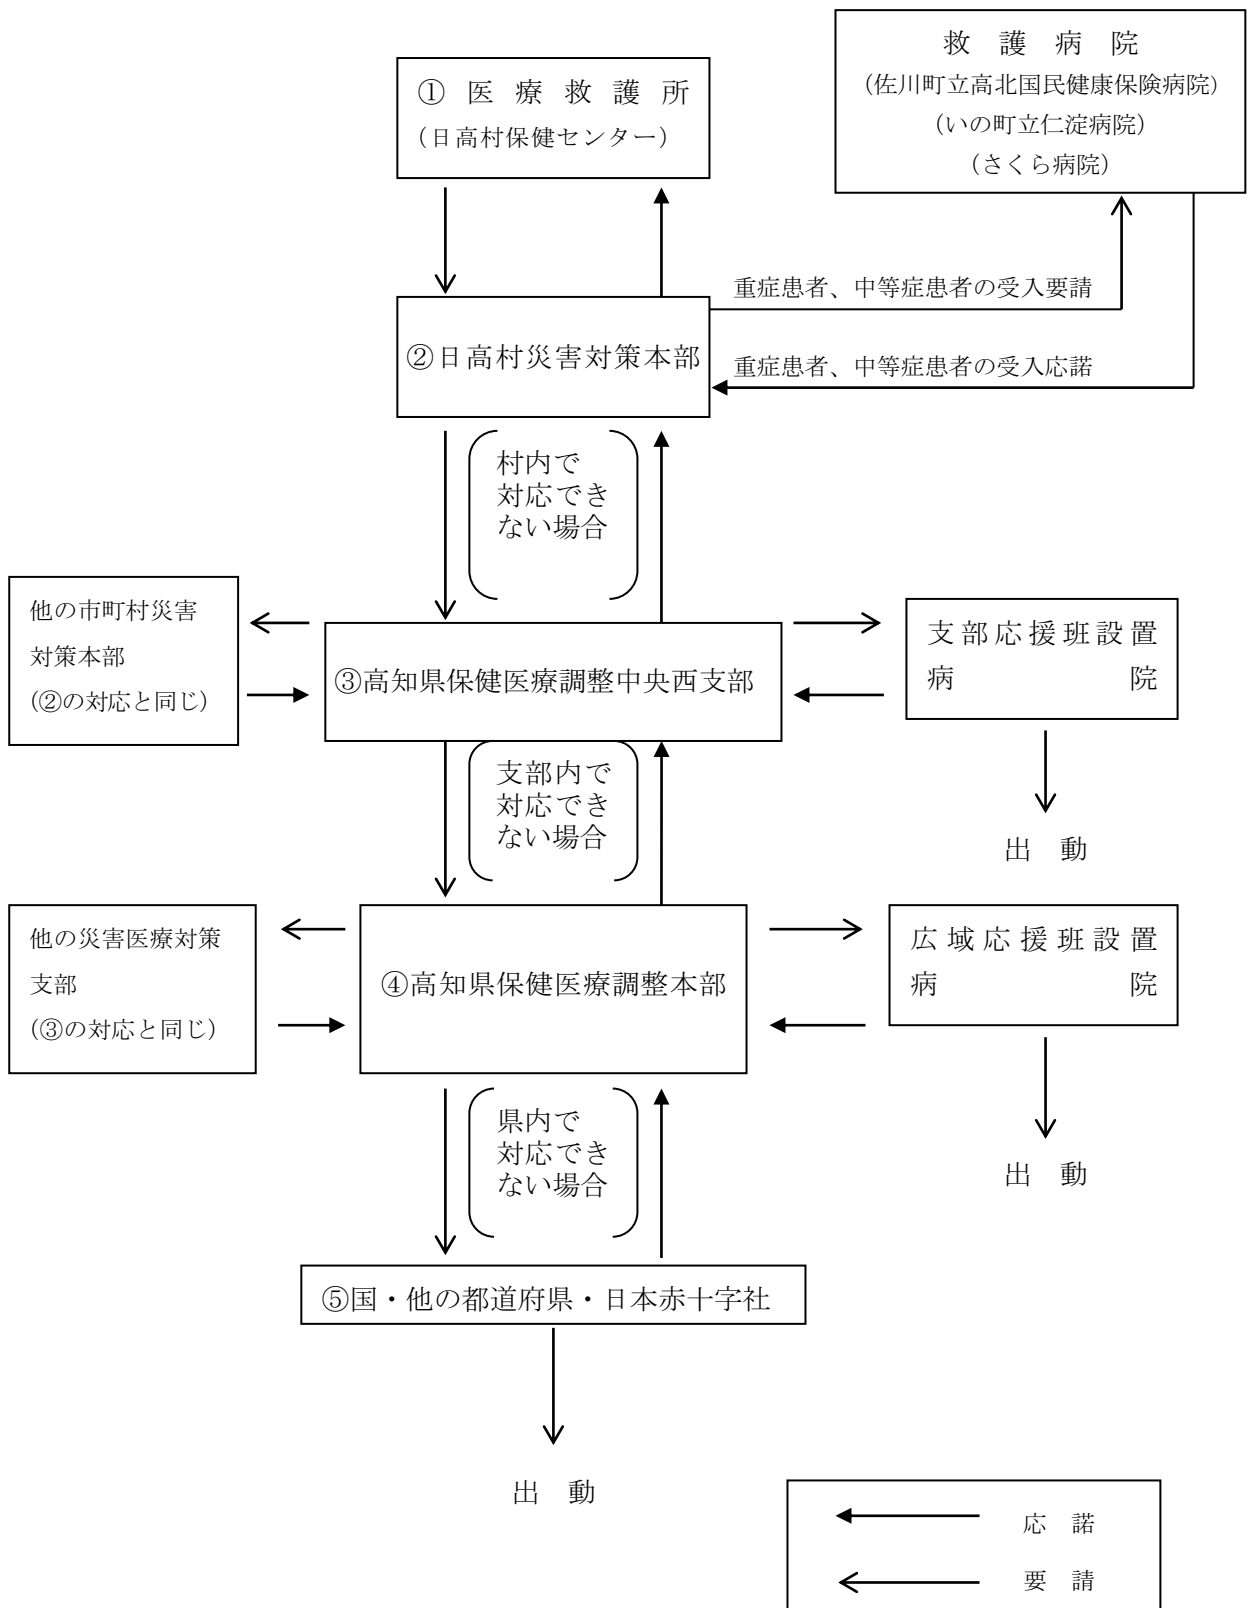 救護病院
（佐川町立高北国民健康保険病院）
（いの町立仁淀病院）
（さくら病院）
①医療救護所
（日高村保健センター）
重症患者、中等症患者の受入要請
②日高村災害対策本部
重症患者、中等症患者の受入応諾
村内で
対応でき
ない場合
他の市町村災害
対策本部
（②の対応と同じ）
③高知県保健医療調整中央西支部
支部応援班設置
病院
支部内で
対応でき
ない場合
出動
他の災害医療対策
支部
（③の対応と同じ）
④高知県保健医療調整本部
広域応援班設置
病院
県内で
対応でき
ない場合
出動
⑤国・他の都道府県・日本赤十字社
出動
応諾
要請